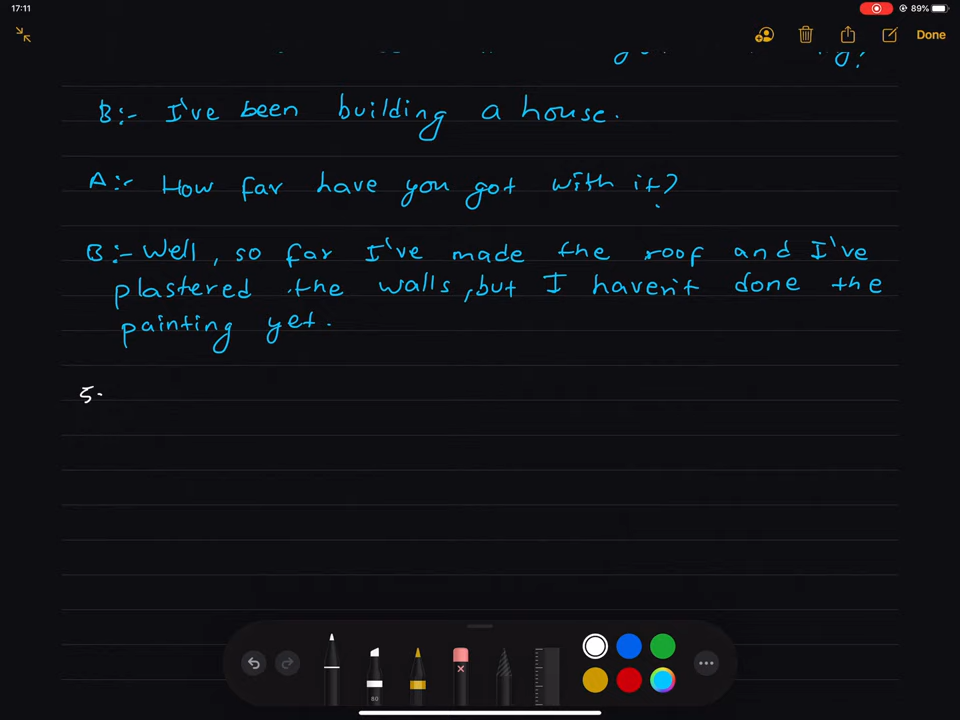 17:11
89%
Done
B:- I've been building a house.
A:- How far have you got with it?
B:- Well, so far I've made the roof and I've
plastered the walls, but I haven't done the
painting yet.
5.
80